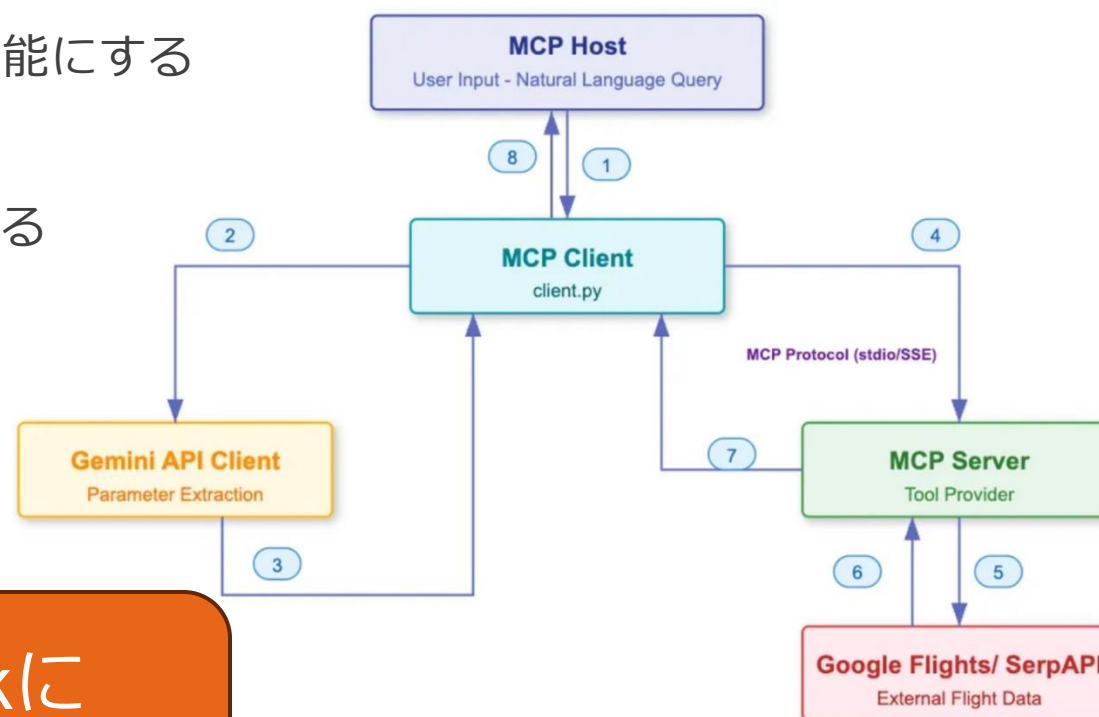 能にする
る
MCP Host
User Input - Natural Language Query
8
1
2
4
MCP Client
client.py
MCP Protocol (stdio/SSE)
Gemini API Client
Parameter Extraction
7
MCP Server
Tool Provider
3
6
5
xに
Google Flights/ SerpAPI
External Flight Data